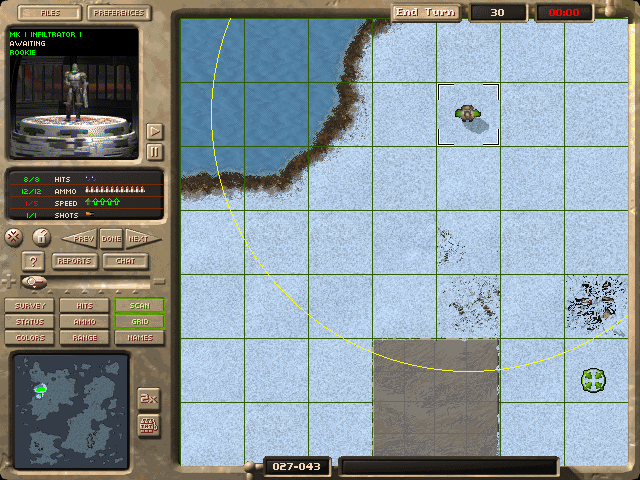 FILES PREFERENCES End Turn 30 00:00
MK I INFILTRATOR I
AWAITING
ROOKIE
8/8 HITS
12/12 AMMO
1/5 SPEED
1/1 SHOTS
PREV DONE NEXT
? REPORTS CHAT
SURVEY HITS SCAN
STATUS AMMO GRID
COLORS RANGE NAMES
2x
027-043